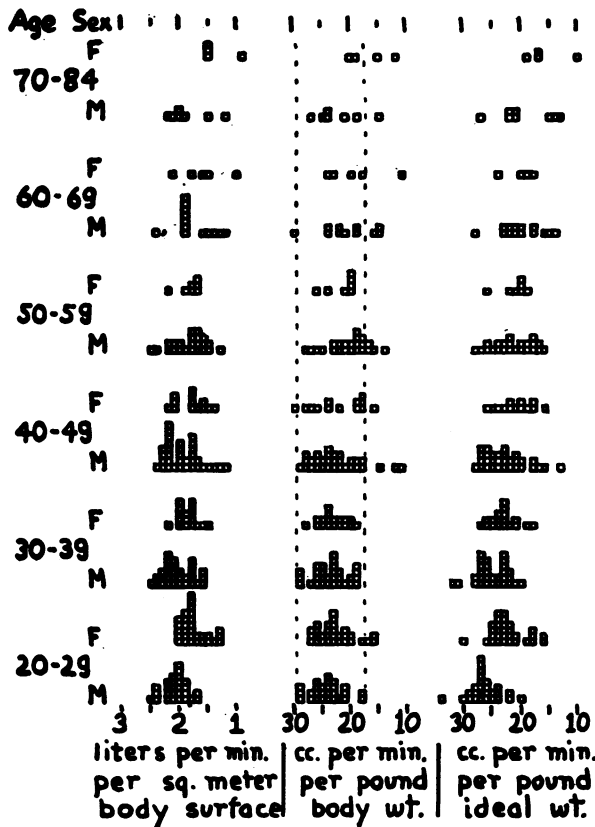 Age Sex
F
70-84
M
F
60-69
M
F
50-59
M
F
40-49
M
F
30-39
M
F
20-29
M
3 2 1 30 20 10 30 20 10
liters per min. cc. per min. cc. per min.
per sq. meter per pound per pound
body surface body wt. ideal wt.